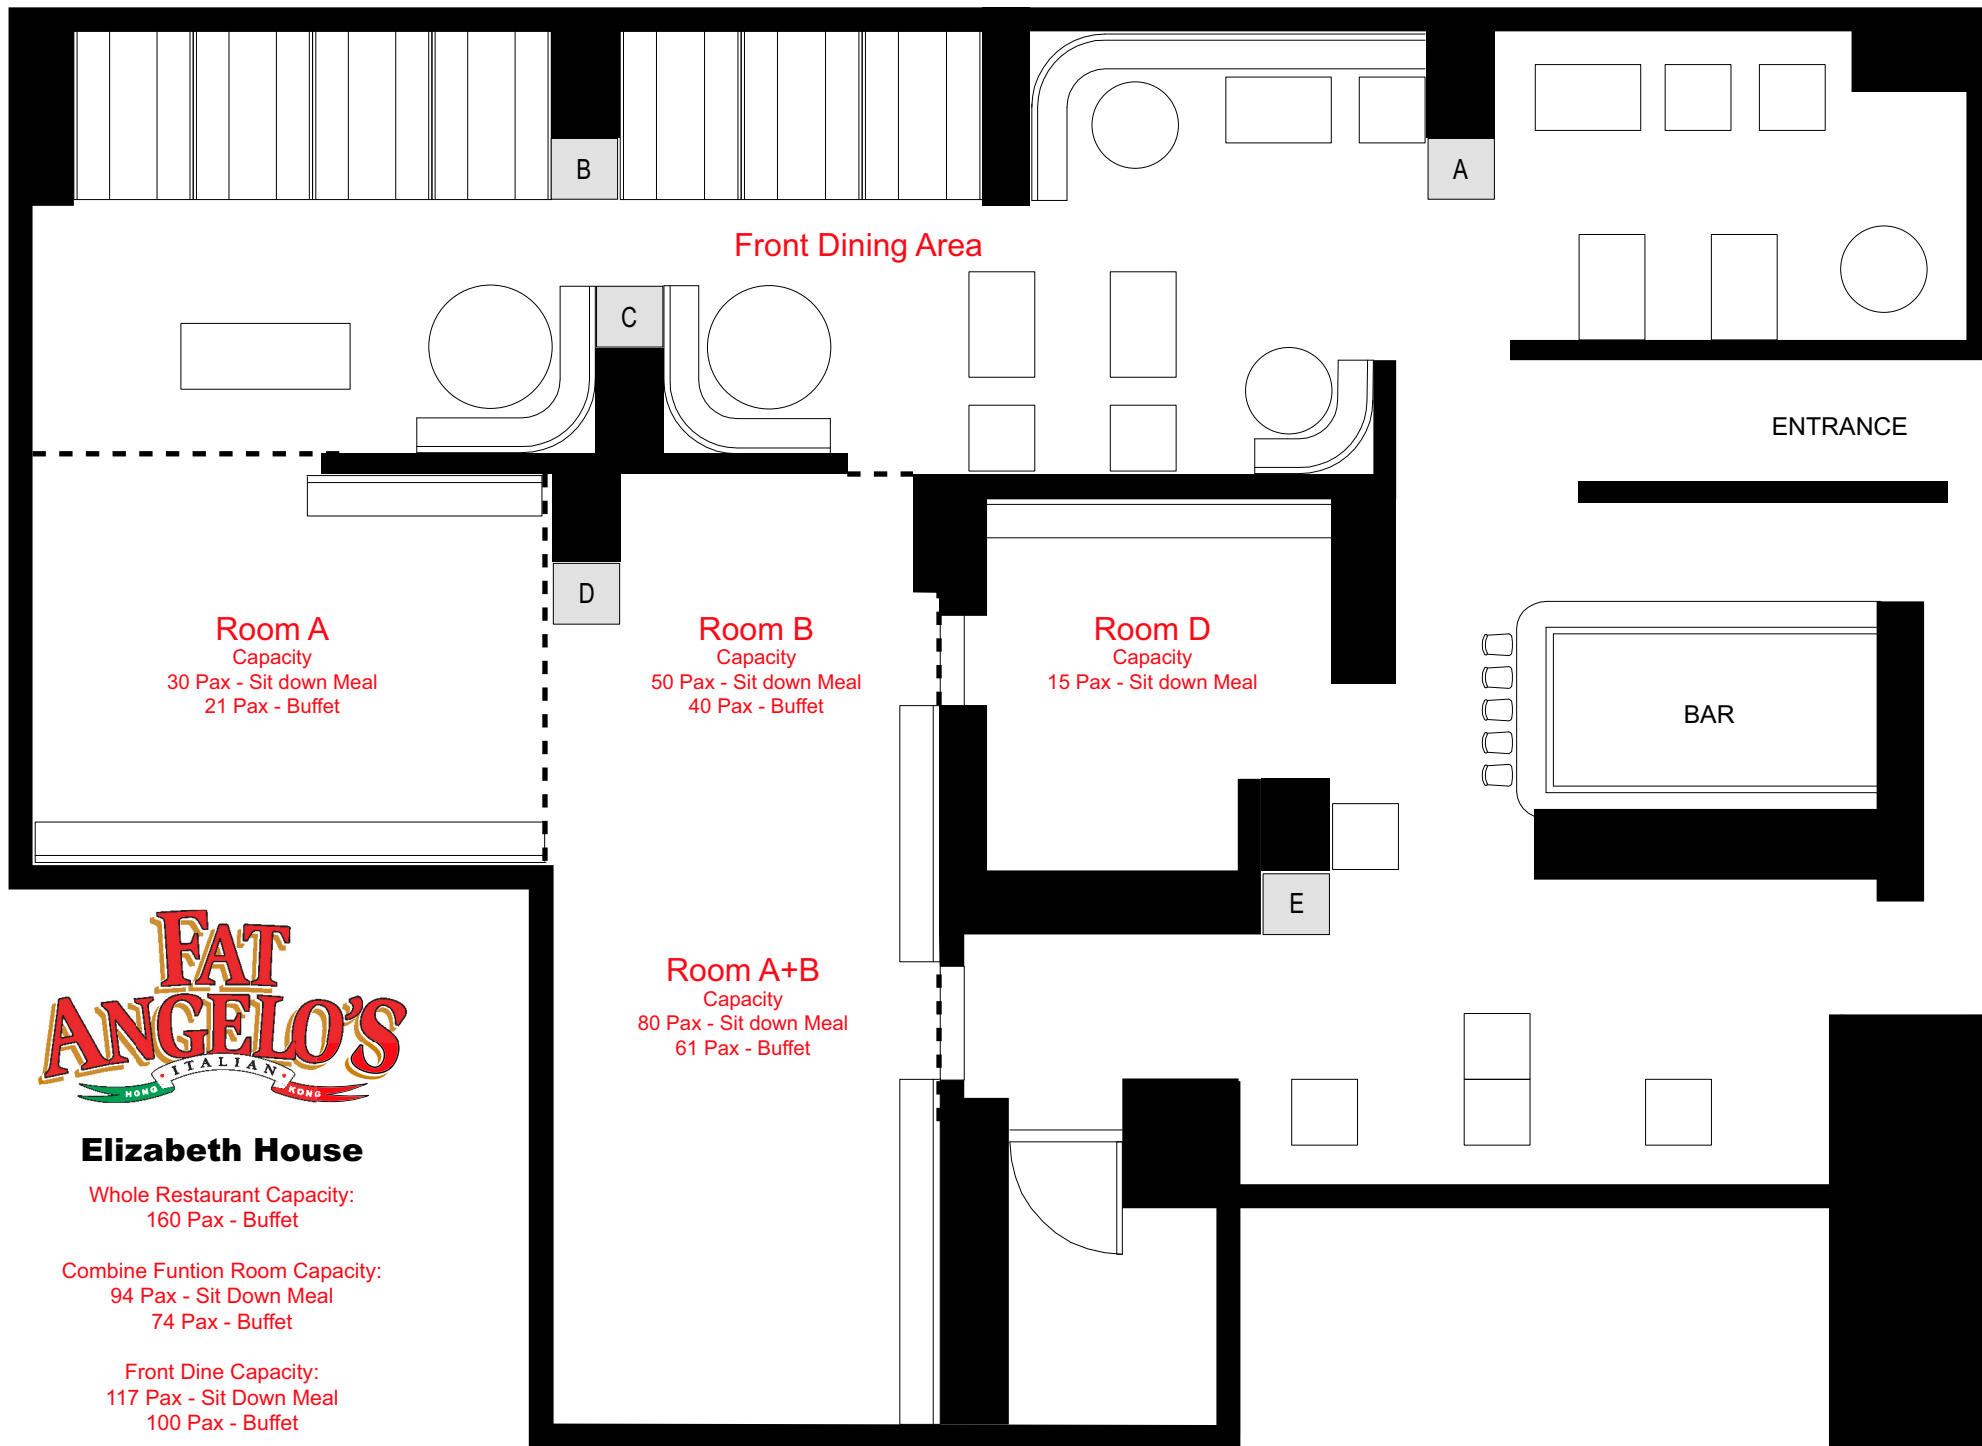 B
A
Front Dining Area
C
ENTRANCE
D
Room A
Capacity
30 Pax - Sit down Meal
21 Pax - Buffet
Room B
Capacity
50 Pax - Sit down Meal
40 Pax - Buffet
Room D
Capacity
15 Pax - Sit down Meal
BAR
E
Room A+B
Capacity
80 Pax - Sit down Meal
61 Pax - Buffet
FAT
ANGELO'S
ITALIAN
HONG KONG
Elizabeth House
Whole Restaurant Capacity:
160 Pax - Buffet
Combine Funtion Room Capacity:
94 Pax - Sit Down Meal
74 Pax - Buffet
Front Dine Capacity:
117 Pax - Sit Down Meal
100 Pax - Buffet